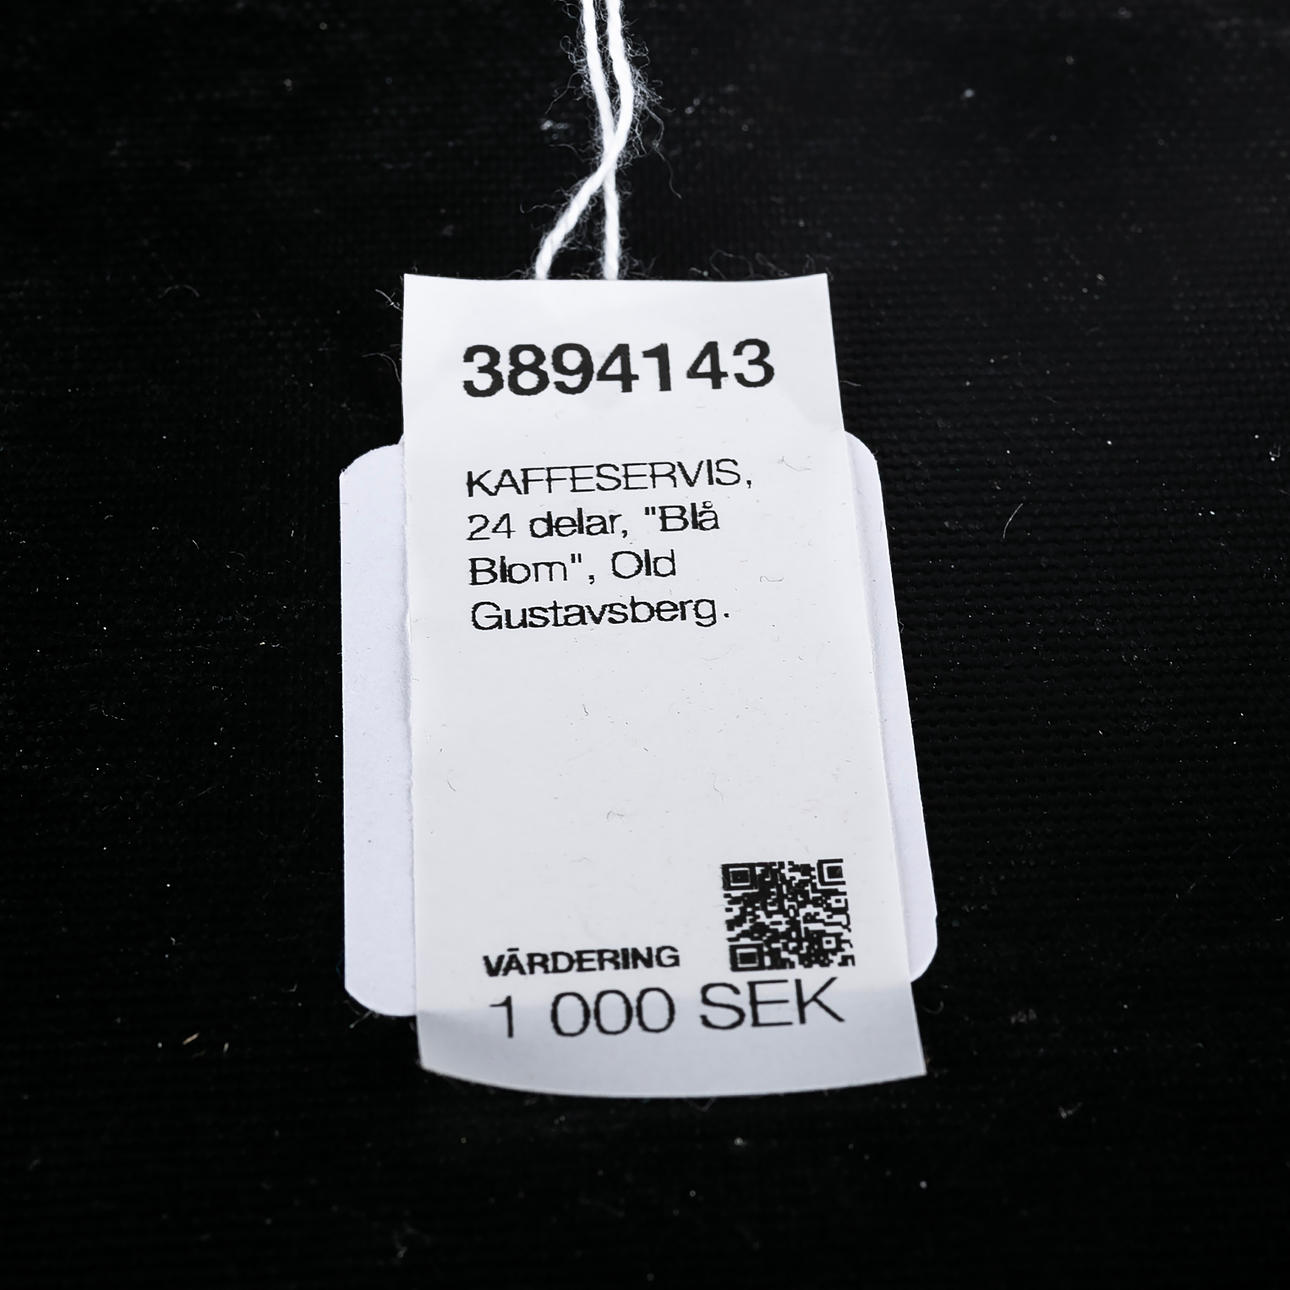 3894143
KAFFESERVIS,
24 delar, "Blå
Blom", Old
Gustavsberg.
VÄRDERING
1 000 SEK